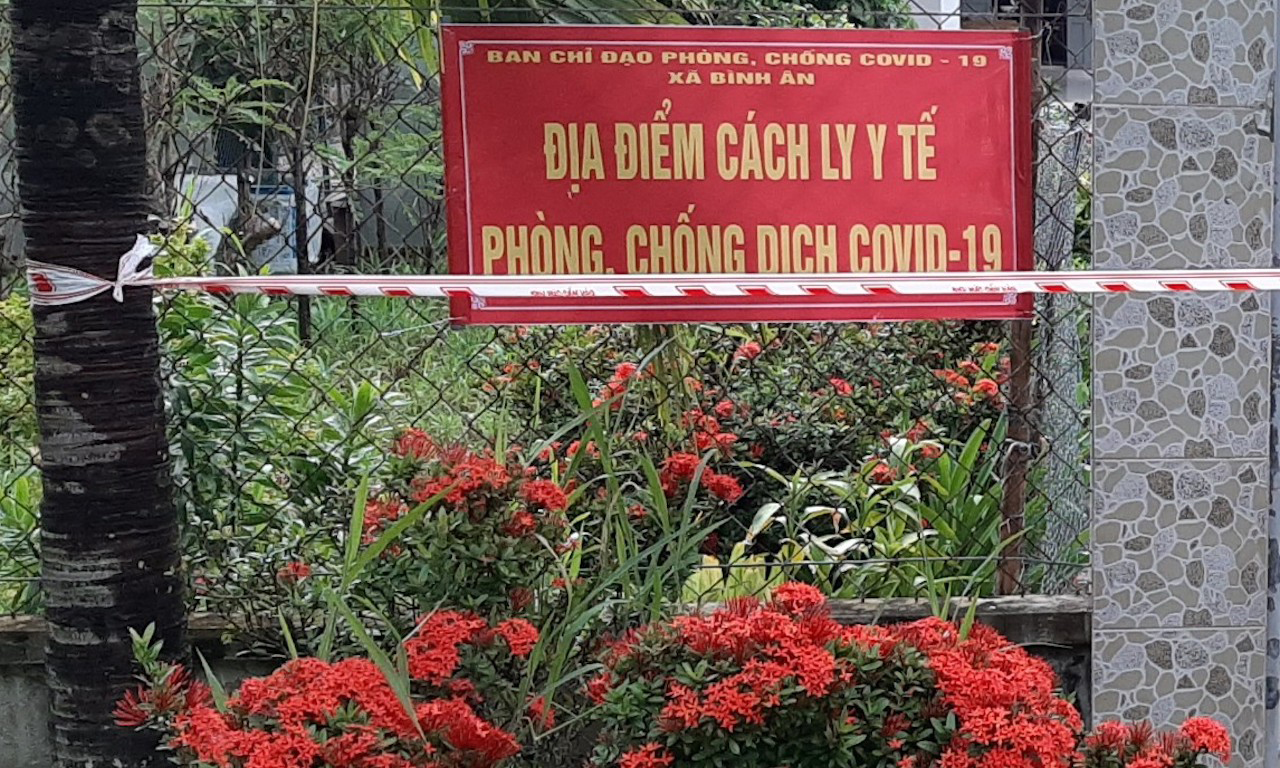 BAN CHỈ ĐẠO PHÒNG, CHỐNG COVID - 19
XÃ BÌNH ÂN
ĐỊA ĐIỂM CÁCH LY Y TẾ
PHÒNG, CHỐNG DỊCH COVID-19